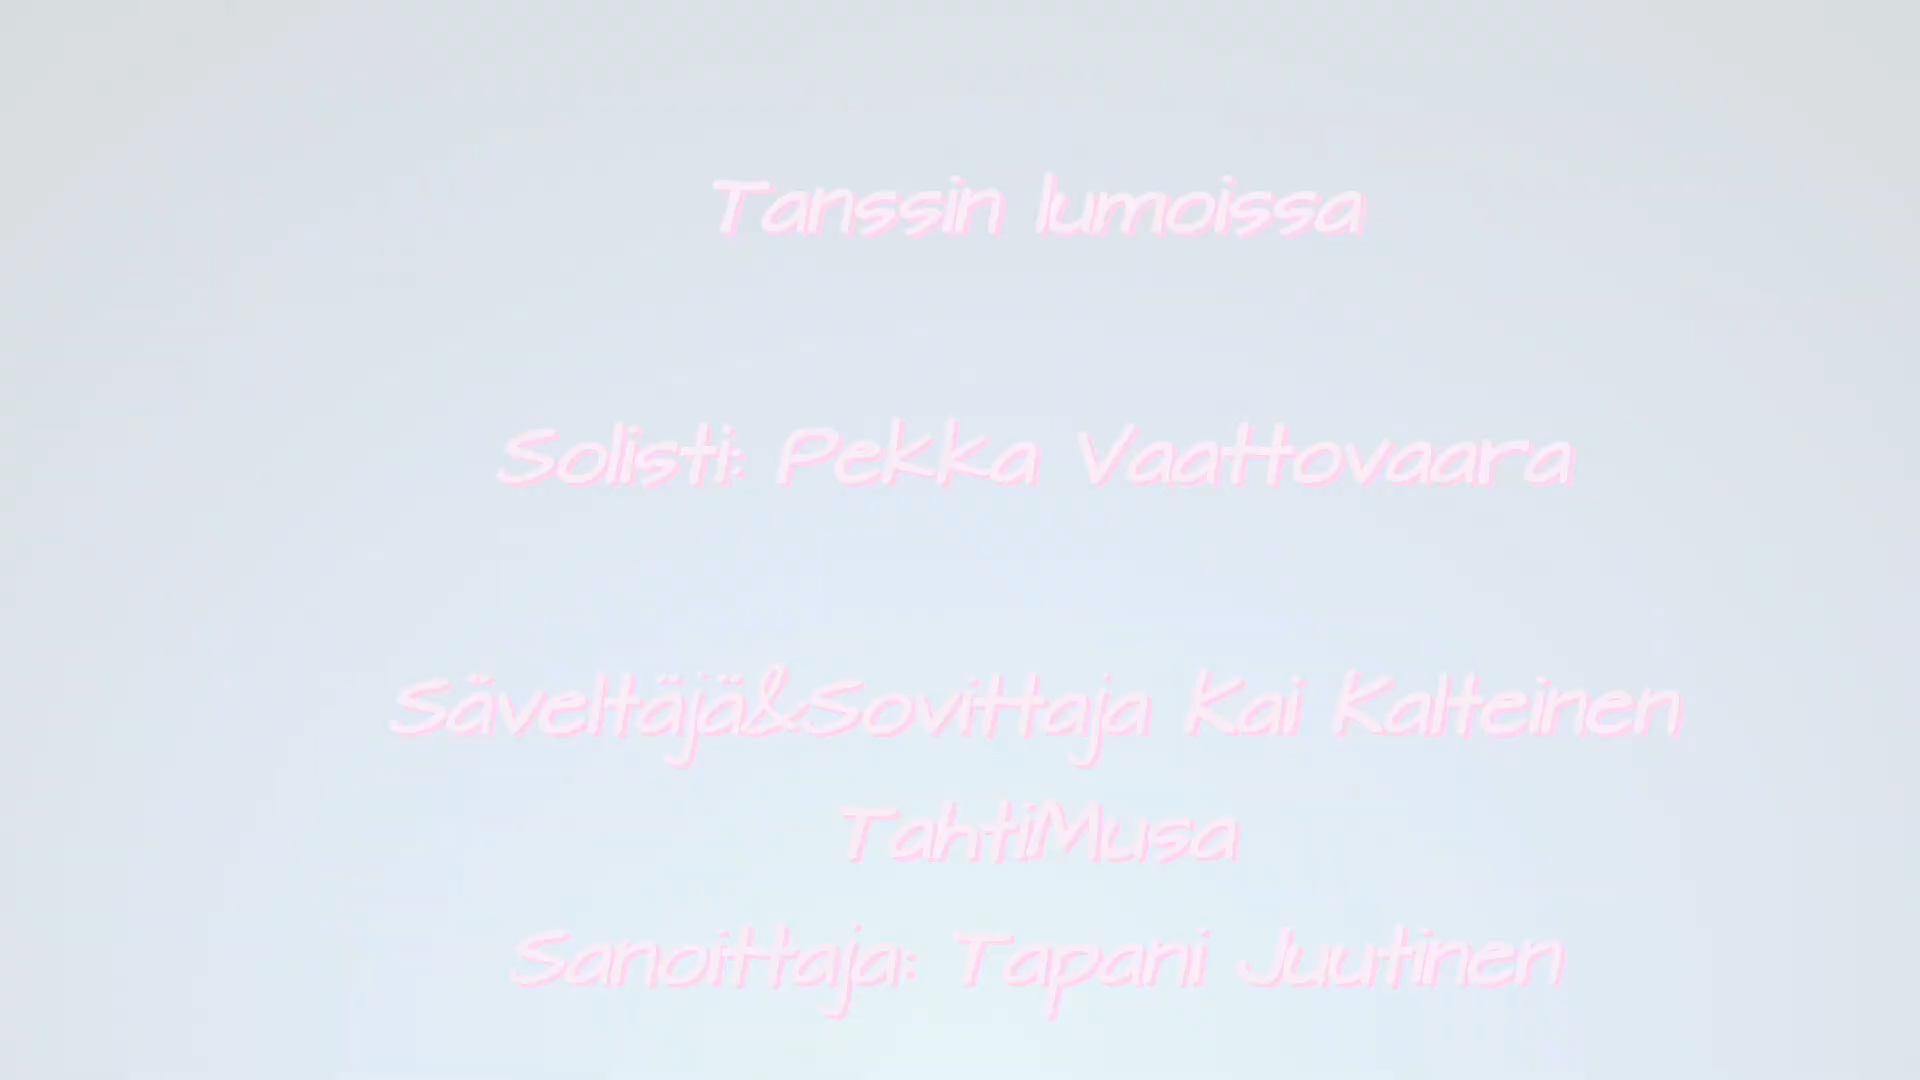 Tanssin lumoissa
Solisti: Pekka Vaattovaara
Säveltäjä&Sovittaja Kai Kalteinen
TahtiMusa
Sanoittaja: Tapani Juutinen